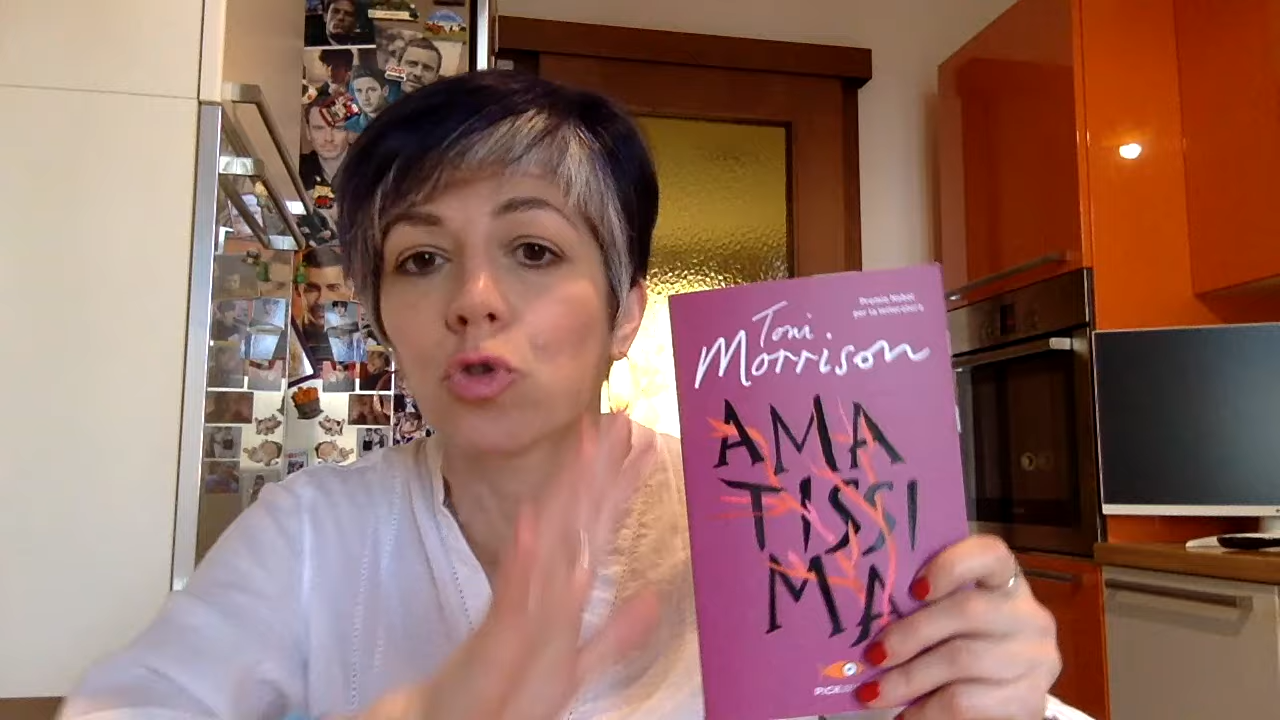 Premio Nobel
per la letteratura
Toni
Morrison
AMA
TISSI
MA